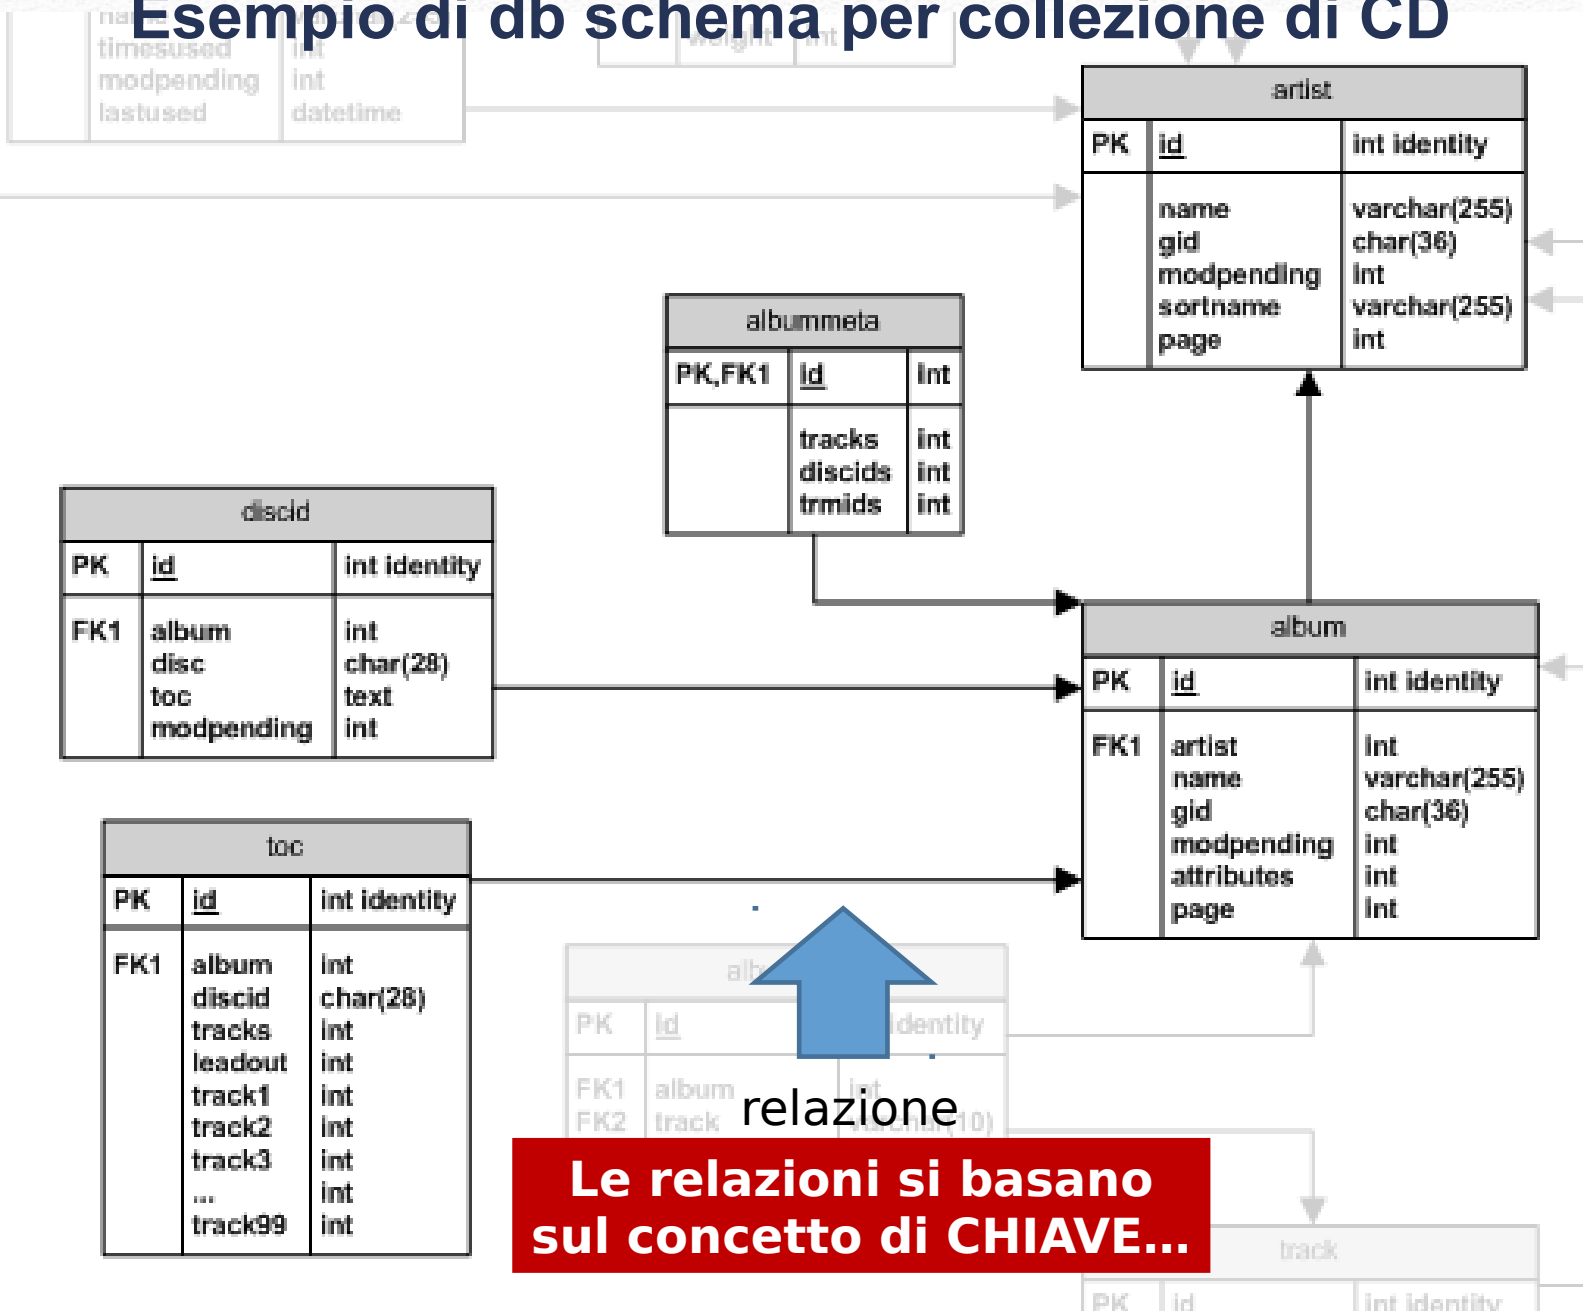 Esempio di db schema per collezione di CD
timesused int
modpending int
lastused datetime
weight int
artist
PK id int identity
name varchar(255)
gid char(36)
modpending int
sortname varchar(255)
page int
albummeta
PK,FK1 id int
tracks int
discids int
trmids int
discid
PK id int identity
FK1 album int
disc char(28)
toc text
modpending int
album
PK id int identity
FK1 artist int
name varchar(255)
gid char(36)
modpending int
attributes int
page int
toc
PK id int identity
FK1 album int
discid char(28)
tracks int
leadout int
track1 int
track2 int
track3 int
... int
track99 int
PK id identity
FK1 album int
FK2 track varchar(10)
relazione
Le relazioni si basano
sul concetto di CHIAVE...
track
PK id int identity